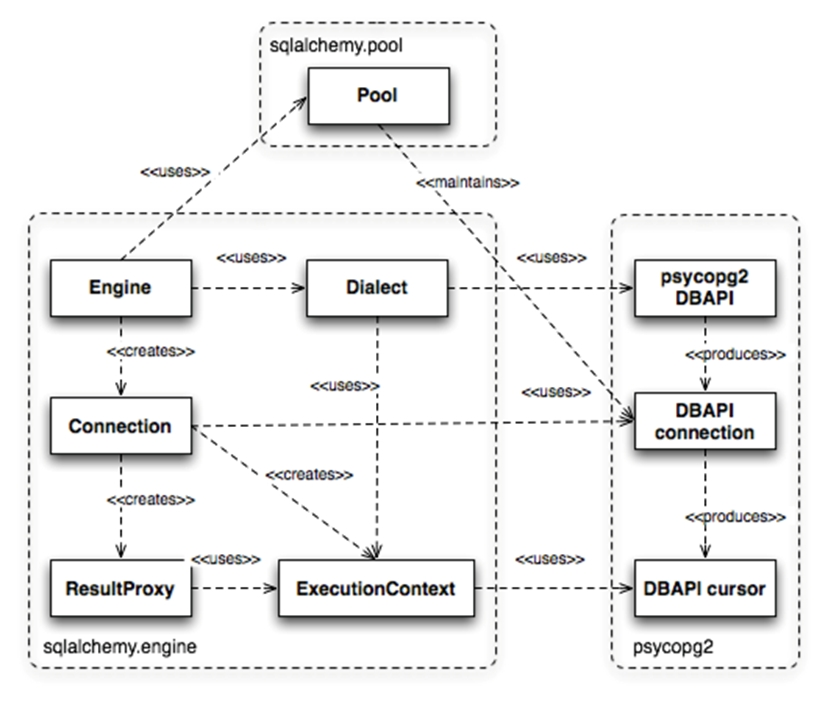 sqlalchemy.pool
Pool
<<uses>>
<<maintains>>
<<uses>>
<<uses>>
Engine
Dialect
psycopg2
DBAPI
<<creates>>
<<produces>>
<<uses>>
<<uses>>
Connection
DBAPI
connection
<<creates>>
<<creates>>
<<produces>>
<<uses>>
<<uses>>
ResultProxy
ExecutionContext
DBAPI cursor
sqlalchemy.engine
psycopg2